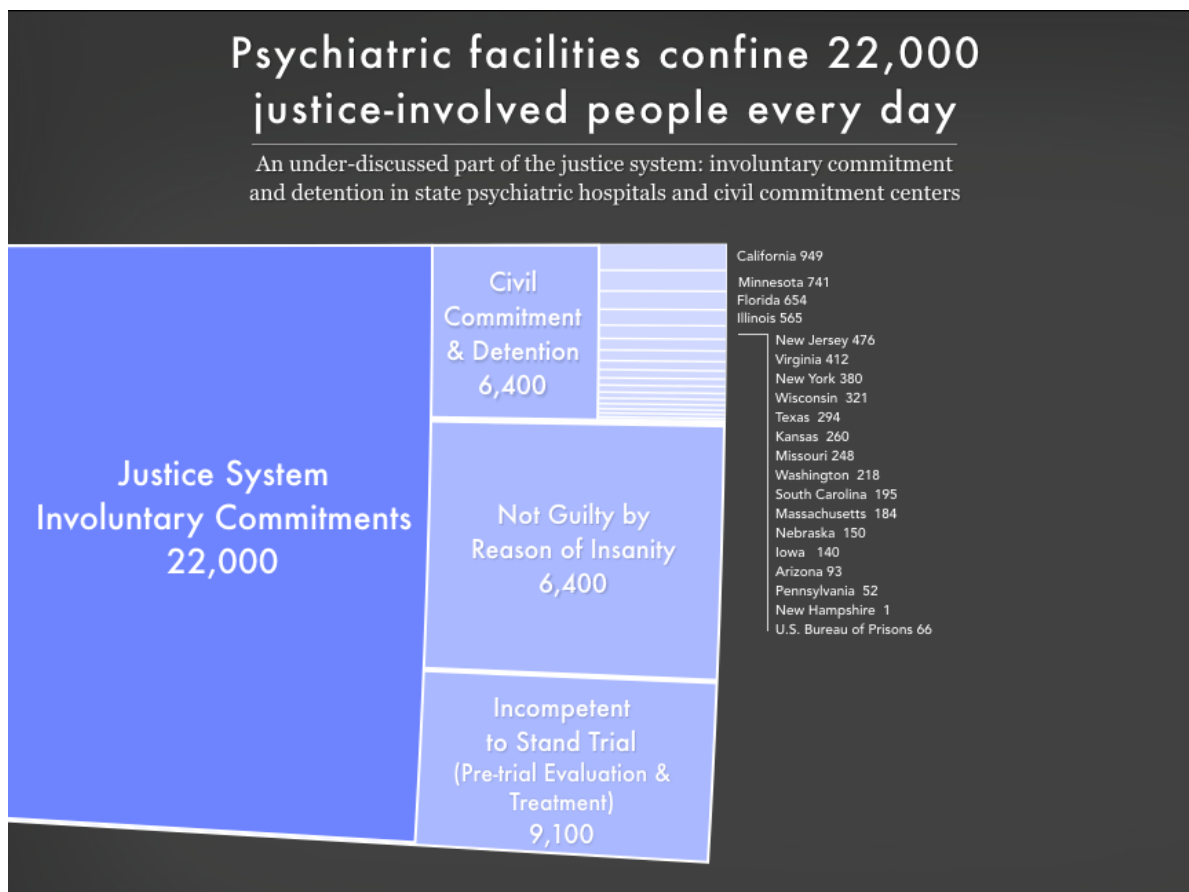 Psychiatric facilities confine 22,000
justice-involved people every day
An under-discussed part of the justice system: involuntary commitment
and detention in state psychiatric hospitals and civil commitment centers
Justice System
Involuntary Commitments
22,000
Civil
Commitment
& Detention
6,400
Not Guilty by
Reason of Insanity
6,400
Incompetent
to Stand Trial
(Pre-trial Evaluation &
Treatment)
9,100
California 949
Minnesota 741
Florida 654
Illinois 565
New Jersey 476
Virginia 412
New York 380
Wisconsin 321
Texas 294
Kansas 260
Missouri 248
Washington 218
South Carolina 195
Massachusetts 184
Nebraska 150
Iowa 140
Arizona 93
Pennsylvania 52
New Hampshire 1
U.S. Bureau of Prisons 66